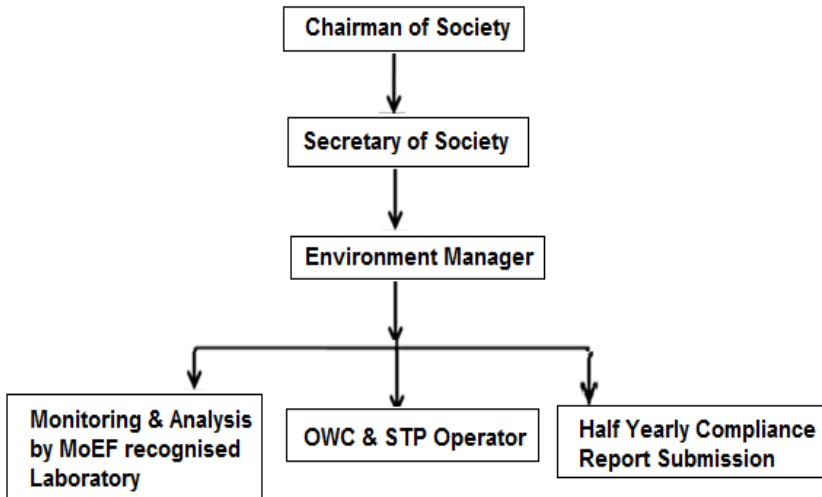 Chairman of Society
Secretary of Society
Environment Manager
Monitoring & Analysis
by MoEF recognised
Laboratory
OWC & STP Operator
Half Yearly Compliance
Report Submission